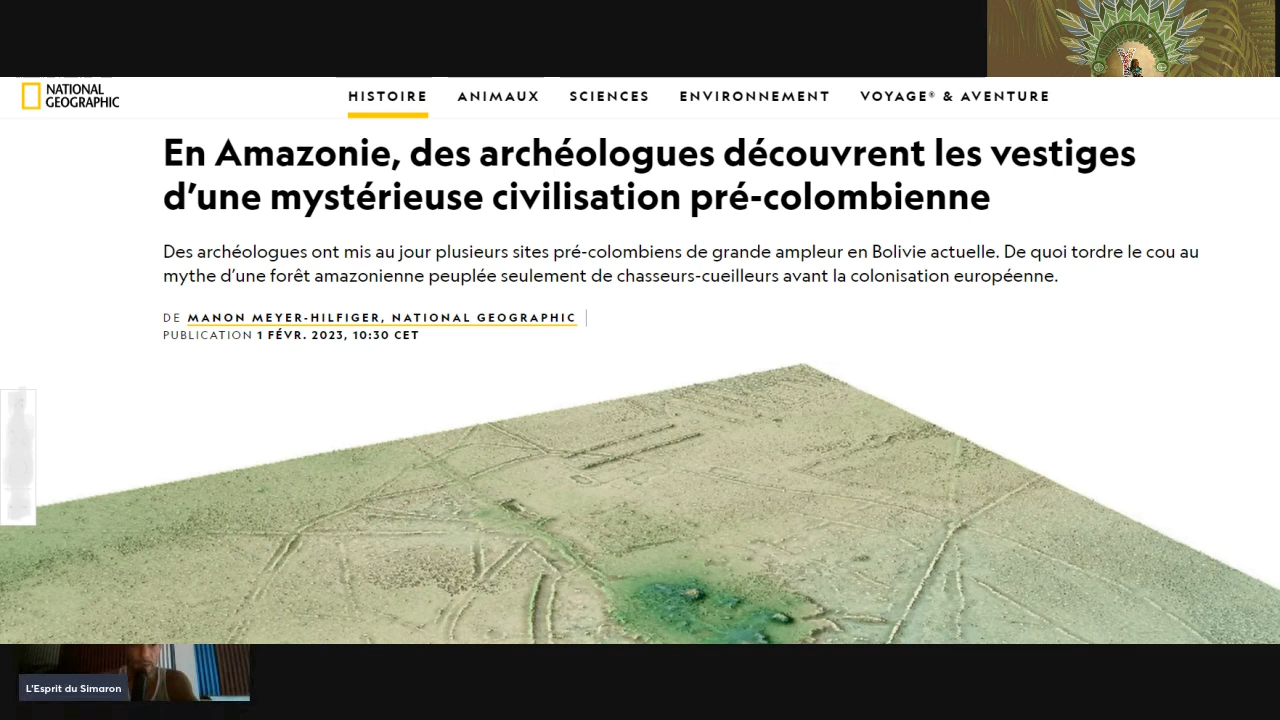 NATIONAL
GEOGRAPHIC
HISTOIRE ANIMAUX SCIENCES ENVIRONNEMENT VOYAGE® & AVENTURE
En Amazonie, des archéologues découvrent les vestiges
d’une mystérieuse civilisation pré-colombienne
Des archéologues ont mis au jour plusieurs sites pré-colombiens de grande ampleur en Bolivie actuelle. De quoi tordre le cou au
mythe d’une forêt amazonienne peuplée seulement de chasseurs-cueilleurs avant la colonisation européenne.
DE MANON MEYER-HILFIGER, NATIONAL GEOGRAPHIC
PUBLICATION 1 FÉVR. 2023, 10:30 CET
L'Esprit du Simaron